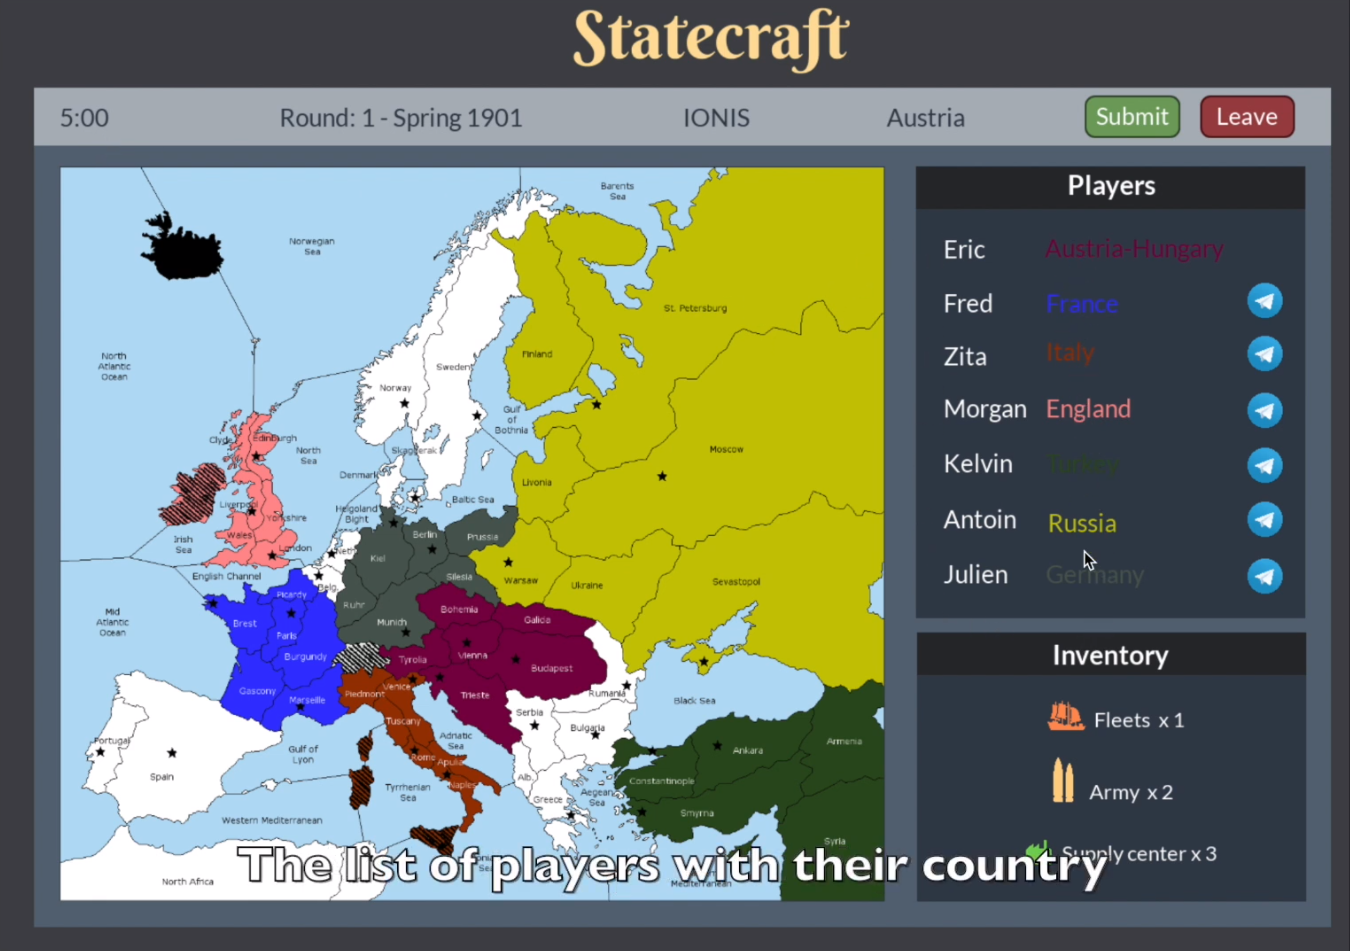 Statecraft
5:00 Round: 1 - Spring 1901 IONIS Austria Submit Leave
Players
Eric Austria-Hungary
Fred France
Zita Italy
Morgan England
Kelvin Turkey
Antoin Russia
Julien Germany
Inventory
Fleets x 1
Army x 2
Supply center x 3
Barents Sea
Norwegian Sea
St. Petersburg
North Atlantic Ocean
Finland
Sweden
Norway
Gulf of Bothnia
Clyde
Edinburgh
North Sea
Skagerrak
Moscow
Denmark
Livonia
Baltic Sea
Liverpool
Helgoland Bight
Yorkshire
Irish Sea
Wales
Berlin
Prussia
London
Neth
Kiel
English Channel
Belg.
Silesia
Warsaw
Ukraine
Sevastopol
Picardy
Ruhr
Bohemia
Mid Atlantic Ocean
Brest
Paris
Munich
Galicia
Burgundy
Tyrolia
Vienna
Budapest
Gascony
Marseille
Piedmont
Venice
Trieste
Rumania
Black Sea
Tuscany
Serbia
Bulgaria
Portugal
Spain
Gulf of Lyon
Adriatic Sea
Rome
Apulia
Ankara
Armenia
Alb.
Constantinople
Tyrrhenian Sea
Naples
Greece
Aegean Sea
Smyrna
Western Mediterranean
Syria
North Africa
Mediterranean
The list of players with their country